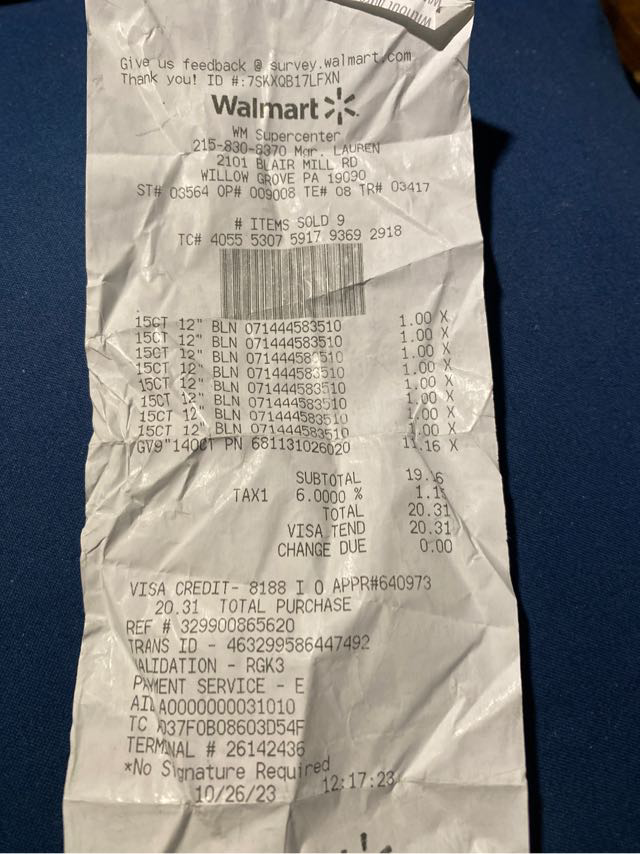 Give us feedback @ survey.walmart.com
Thank you! ID #:7SKXQB17LFXN
Walmart
WM Supercenter
215-830-8370 Mgr. LAUREN
2101 BLAIR MILL RD
WILLOW GROVE PA 19090
ST# 03564 OP# 009008 TE# 08 TR# 03417
# ITEMS SOLD 9
TC# 4055 5307 5917 9369 2918
15CT 12" BLN 071444583510 1.00 X
15CT 12" BLN 071444583510 1.00 X
15CT 12" BLN 071444583510 1.00 X
15CT 12" BLN 071444583510 1.00 X
15CT 12" BLN 071444583510 1.00 X
15CT 12" BLN 071444583510 1.00 X
15CT 12" BLN 071444583510 1.00 X
15CT 12" BLN 071444583510 1.00 X
GV9"140CT PN 681131026020 11.16 X
SUBTOTAL 19.16
TAX1 6.0000 % 1.15
TOTAL 20.31
VISA TEND 20.31
CHANGE DUE 0.00
VISA CREDIT- 8188 I 0 APPR#640973
20.31 TOTAL PURCHASE
REF # 329900865620
TRANS ID - 463299586447492
VALIDATION - RGK3
PAYMENT SERVICE - E
AID A0000000031010
TC 037F0B08603D54F
TERMINAL # 26142436
*No Signature Required
10/26/23 12:17:23